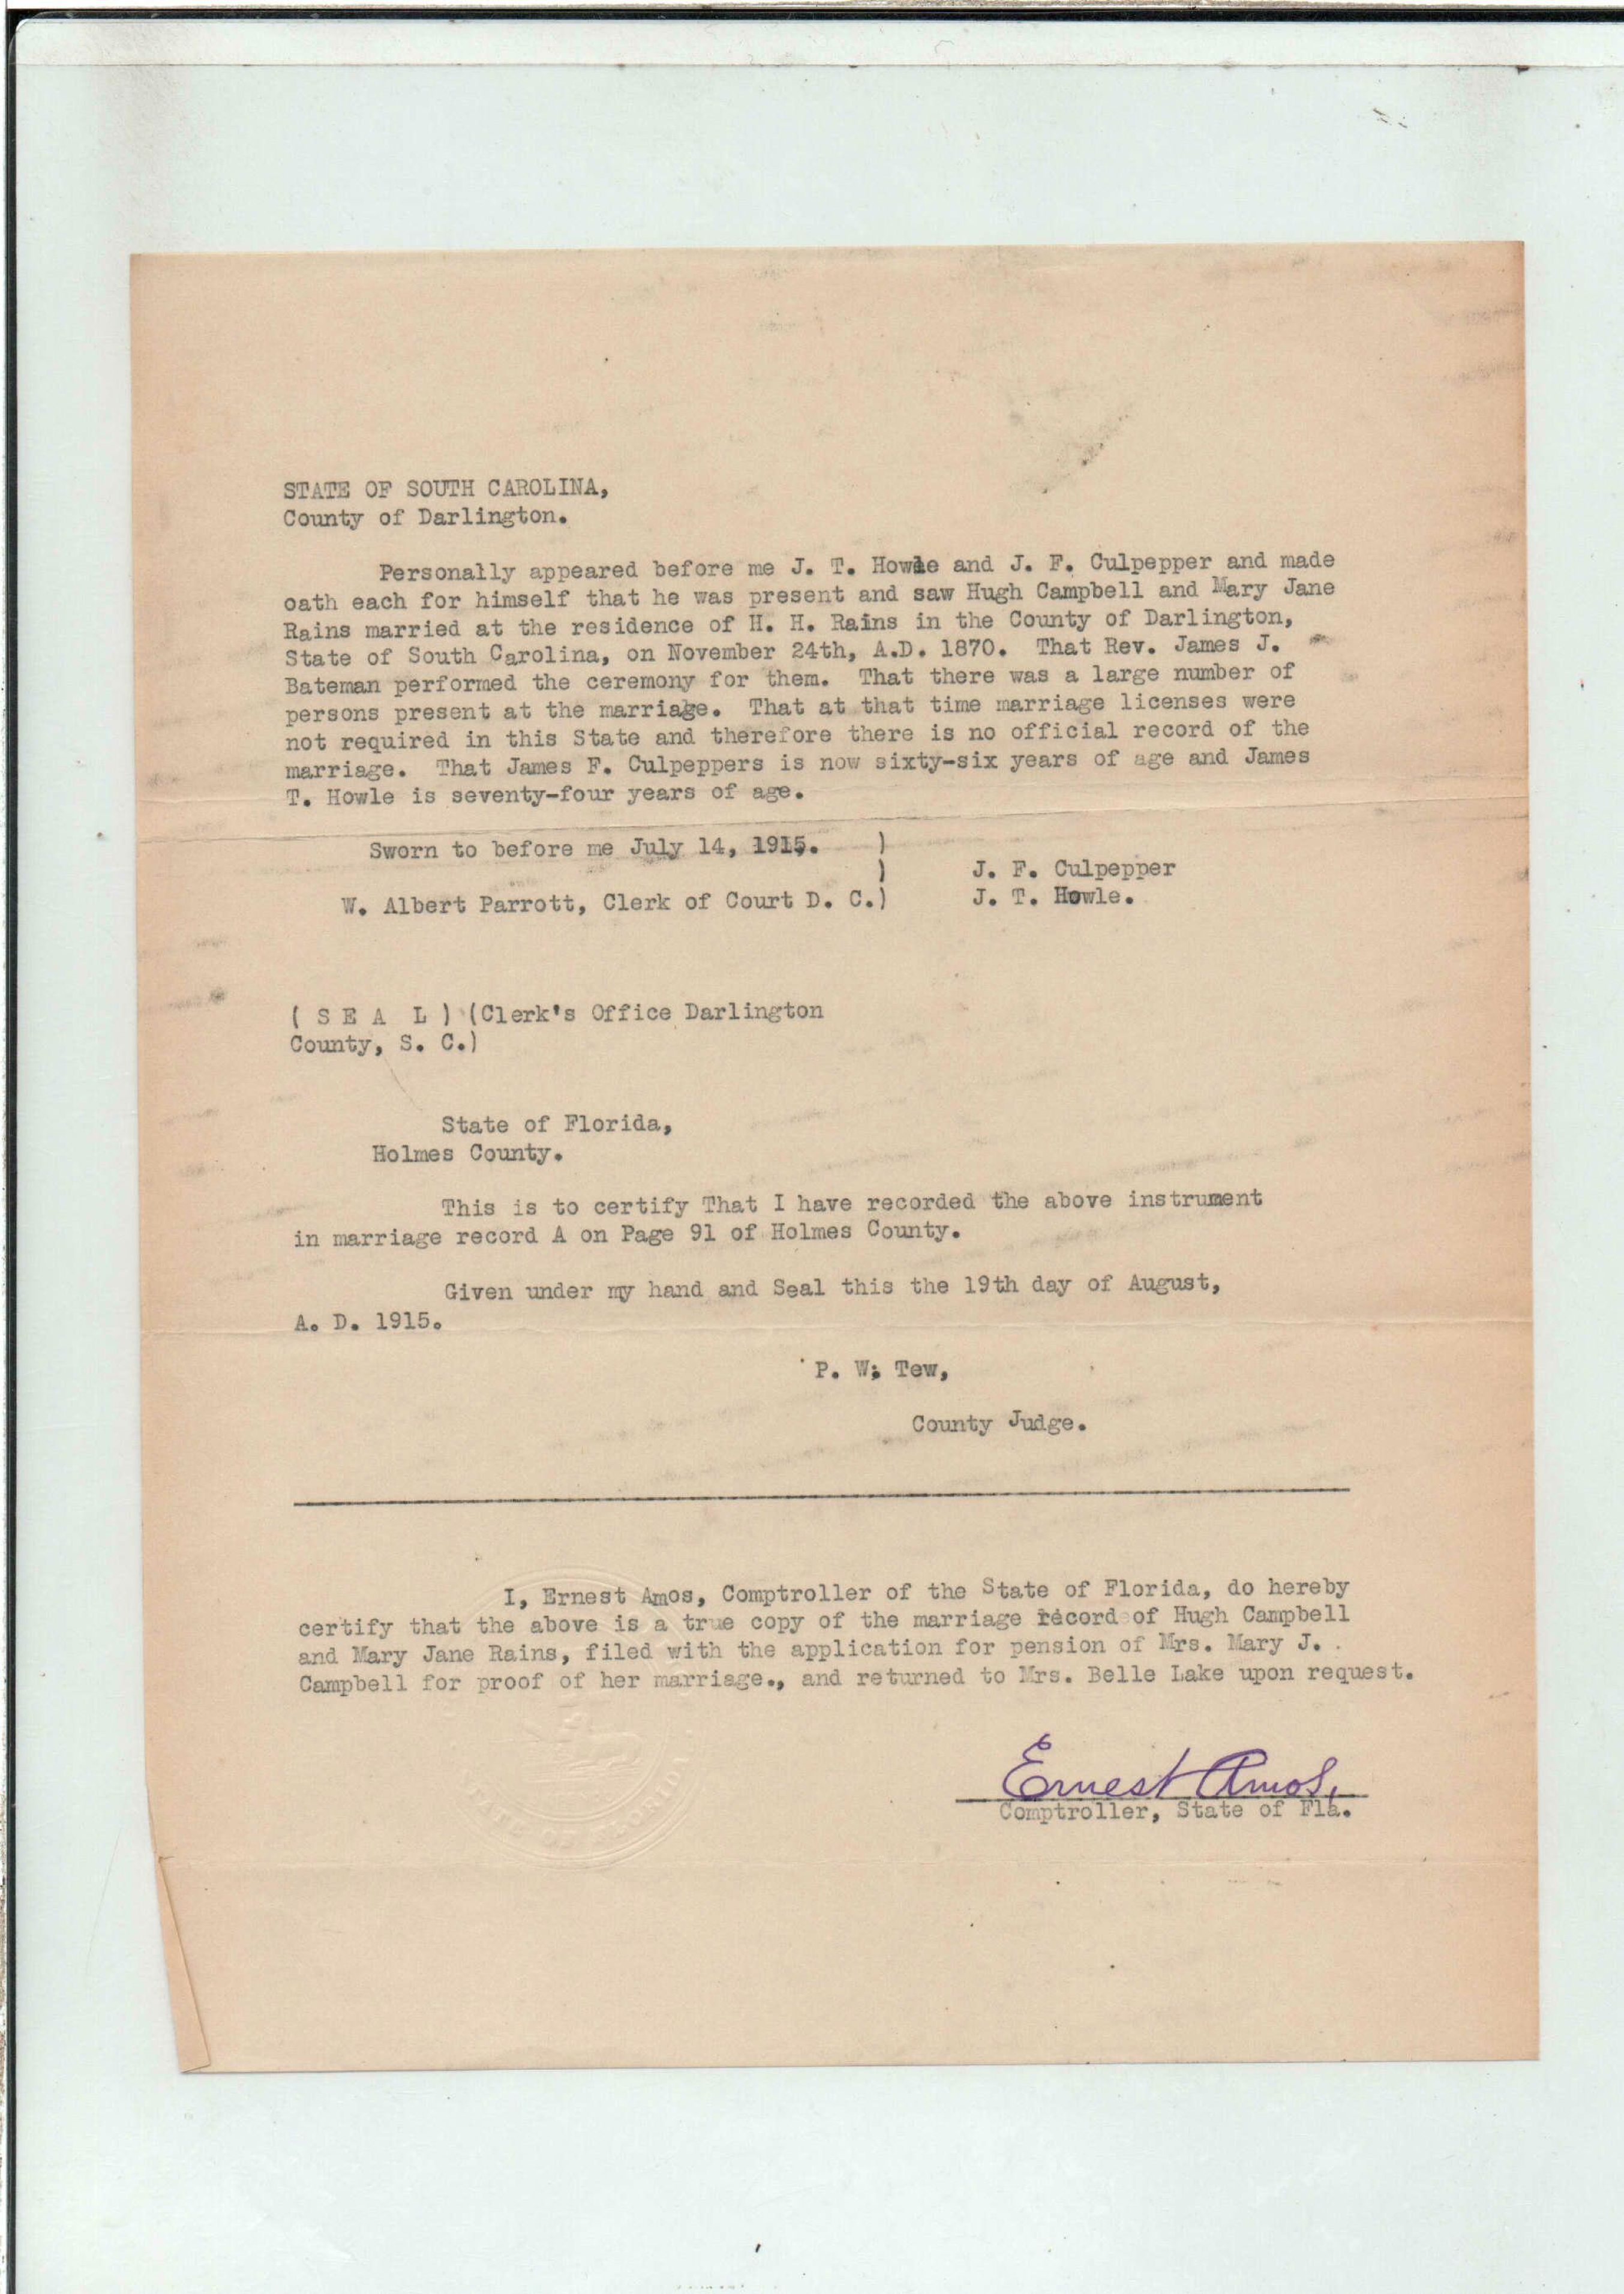 STATE OF SOUTH CAROLINA,
County of Darlington.
Personally appeared before me J. T. Howle and J. F. Culpepper and made
oath each for himself that he was present and saw Hugh Campbell and Mary Jane
Rains married at the residence of H. H. Rains in the County of Darlington,
State of South Carolina, on November 24th, A.D. 1870. That Rev. James J.
Bateman performed the ceremony for them. That there was a large number of
persons present at the marriage. That at that time marriage licenses were
not required in this State and therefore there is no official record of the
marriage. That James F. Culpeppers is now sixty-six years of age and James
T. Howle is seventy-four years of age.
Sworn to before me July 14, 1915. )
) J. F. Culpepper
W. Albert Parrott, Clerk of Court D. C.) J. T. Howle.
( S E A L ) (Clerk's Office Darlington
County, S. C.)
State of Florida,
Holmes County.
This is to certify That I have recorded the above instrument
in marriage record A on Page 91 of Holmes County.
Given under my hand and Seal this the 19th day of August,
A. D. 1915.
P. W; Tew,
County Judge.
I, Ernest Amos, Comptroller of the State of Florida, do hereby
certify that the above is a true copy of the marriage record of Hugh Campbell
and Mary Jane Rains, filed with the application for pension of Mrs. Mary J.
Campbell for proof of her marriage., and returned to Mrs. Belle Lake upon request.
Ernest Amos,
Comptroller, State of Fla.